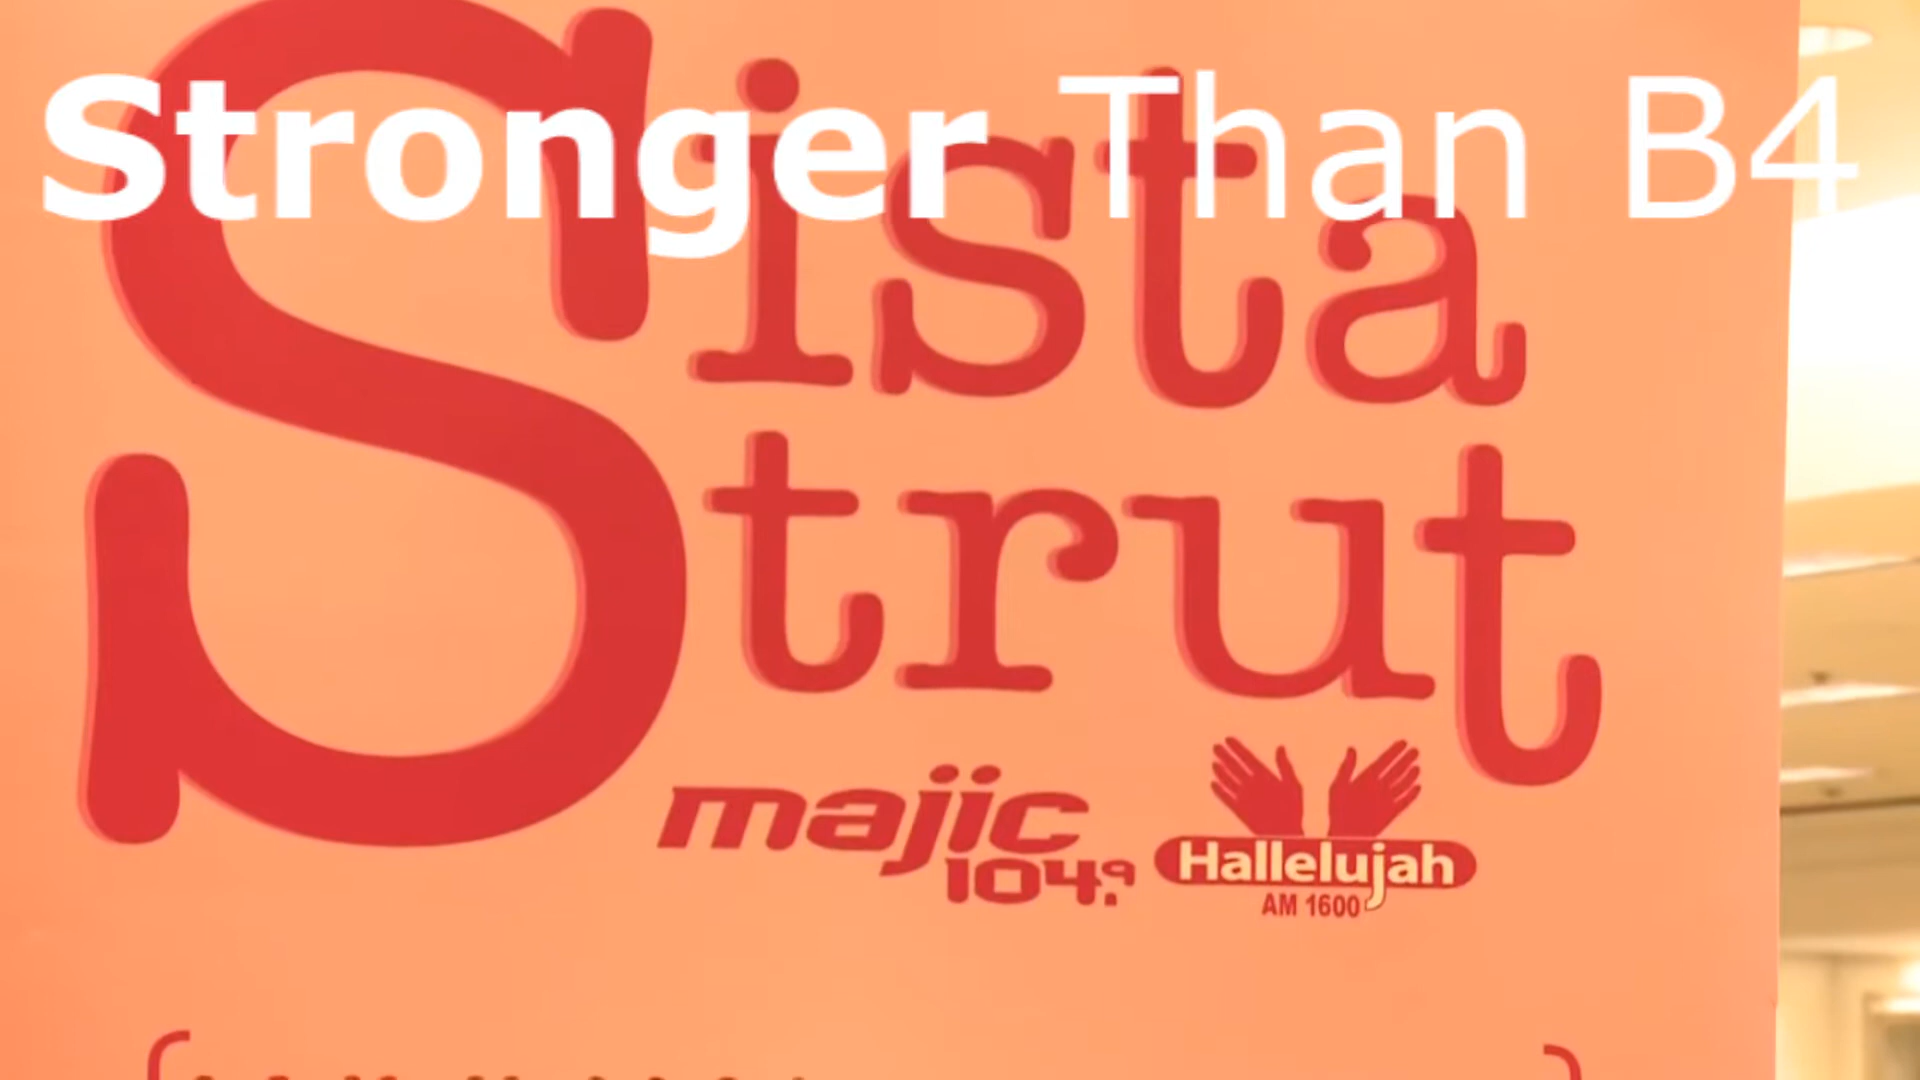 Stronger Than B4
Sista
Strut
majic
104.9
Hallelujah
AM 1600